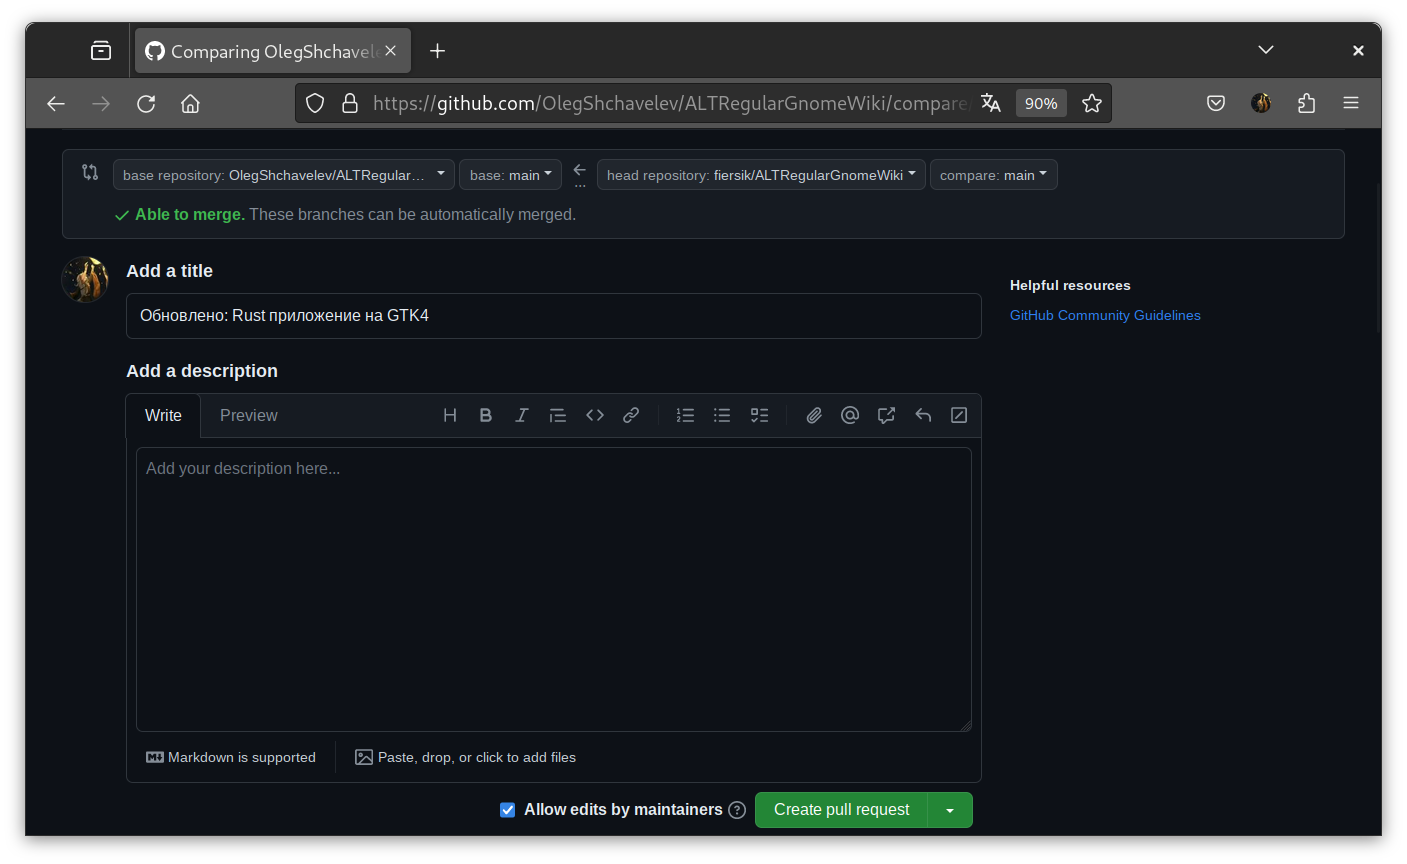 Comparing OlegShchavele
https://github.com/OlegShchavelev/ALTRegularGnomeWiki/compare/
90%
base repository: OlegShchavelev/ALTRegular... base: main head repository: fiersik/ALTRegularGnomeWiki compare: main
Able to merge. These branches can be automatically merged.
Add a title
Helpful resources
Обновлено: Rust приложение на GTK4
GitHub Community Guidelines
Add a description
Write Preview
Add your description here...
Markdown is supported Paste, drop, or click to add files
Allow edits by maintainers Create pull request